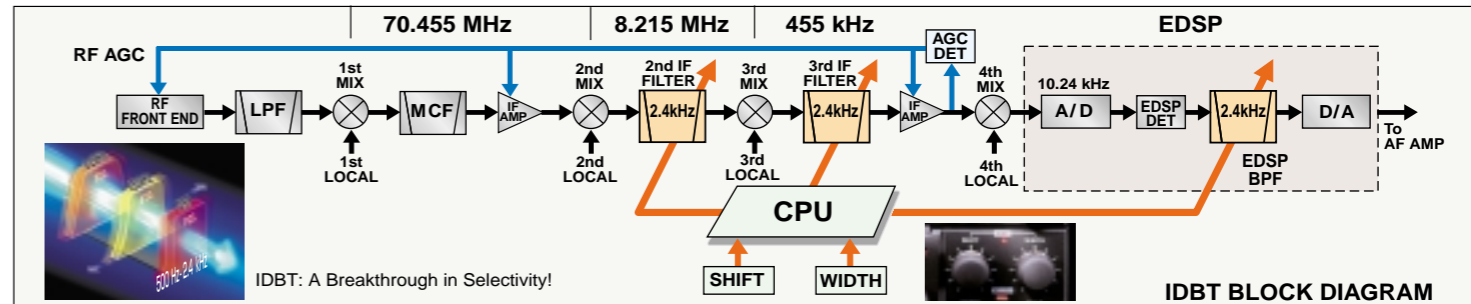 70.455 MHz
8.215 MHz
455 kHz
EDSP
RF AGC
AGC
DET
1st
MIX
2nd
MIX
2nd IF
FILTER
3rd
MIX
3rd IF
FILTER
4th
MIX
10.24 kHz
RF
FRONT END
LPF
MCF
IF
AMP
2.4kHz
2.4kHz
IF
AMP
A/D
EDSP
DET
2.4kHz
D/A
To
AF AMP
1st
LOCAL
2nd
LOCAL
3rd
LOCAL
4th
LOCAL
EDSP
BPF
CPU
500 Hz-2.4 kHz
IDBT: A Breakthrough in Selectivity!
SHIFT
WIDTH
IDBT BLOCK DIAGRAM